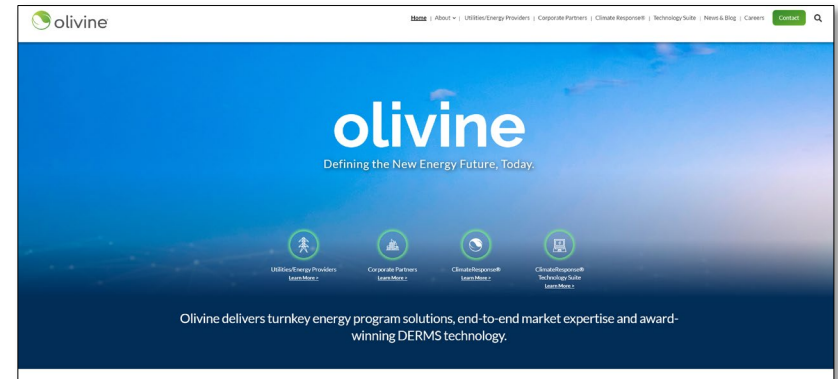 olivine
Home | About | Utilities/Energy Providers | Corporate Partners | Climate Response® | Technology Suite | News & Blog | Careers Contact
olivine
Defining the New Energy Future, Today.
Utilities/Energy Providers
Learn More >
Corporate Partners
Learn More >
ClimateResponse®
Learn More >
ClimateResponse®
Technology Suite
Learn More >
Olivine delivers turnkey energy program solutions, end-to-end market expertise and award-
winning DERMS technology.